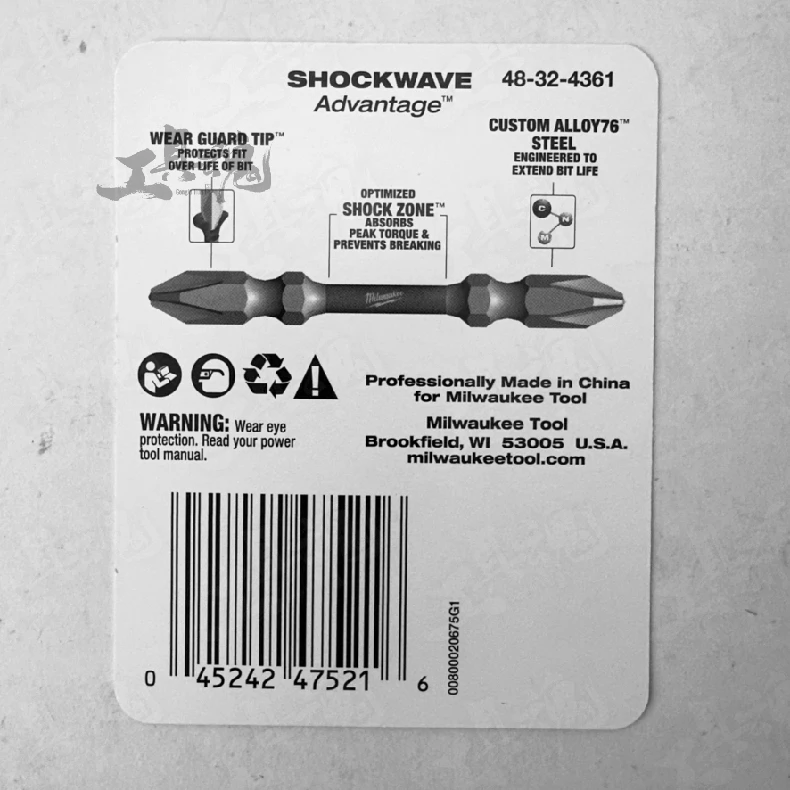 SHOCKWAVE 48-32-4361
Advantage™
WEAR GUARD TIP™
PROTECTS FIT
OVER LIFE OF BIT
CUSTOM ALLOY76™
STEEL
ENGINEERED TO
EXTEND BIT LIFE
OPTIMIZED
SHOCK ZONE™
ABSORBS
PEAK TORQUE &
PREVENTS BREAKING
C
N
M
Milwaukee
Professionally Made in China
for Milwaukee Tool
Milwaukee Tool
Brookfield, WI 53005 U.S.A.
milwaukeetool.com
WARNING: Wear eye
protection. Read your power
tool manual.
0 45242 47521 6
00800020675G1